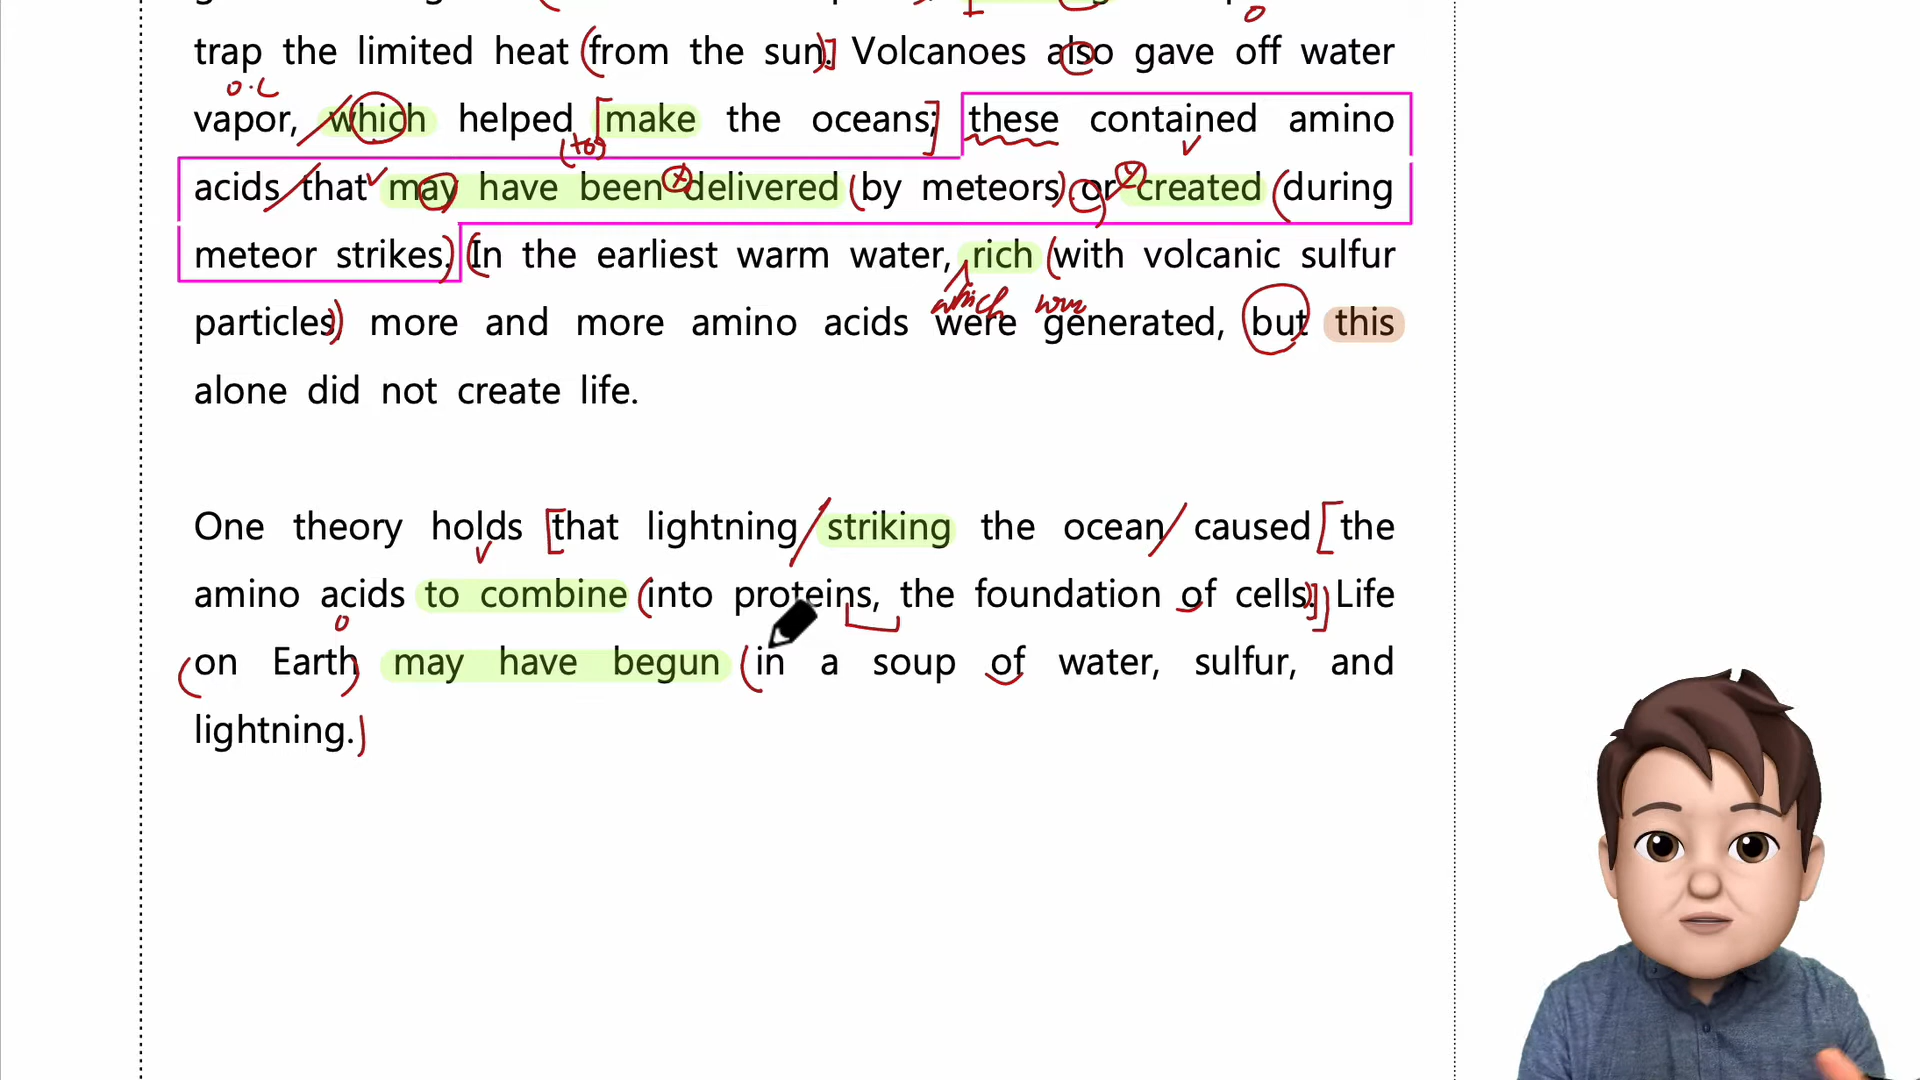 trap the limited heat (from the sun).] Volcanoes also gave off water
o.c
vapor, which helped [make the oceans;] these contained amino
(to)
acids that may have been delivered (by meteors) or created (during
meteor strikes.) (In the earliest warm water, rich (with volcanic sulfur
which were
particles)) more and more amino acids were generated, but this
alone did not create life.
One theory holds [that lightning striking the ocean caused [the
amino acids to combine (into proteins, the foundation of cells).]] Life
(on Earth) may have begun (in a soup of water, sulfur, and
lightning.)